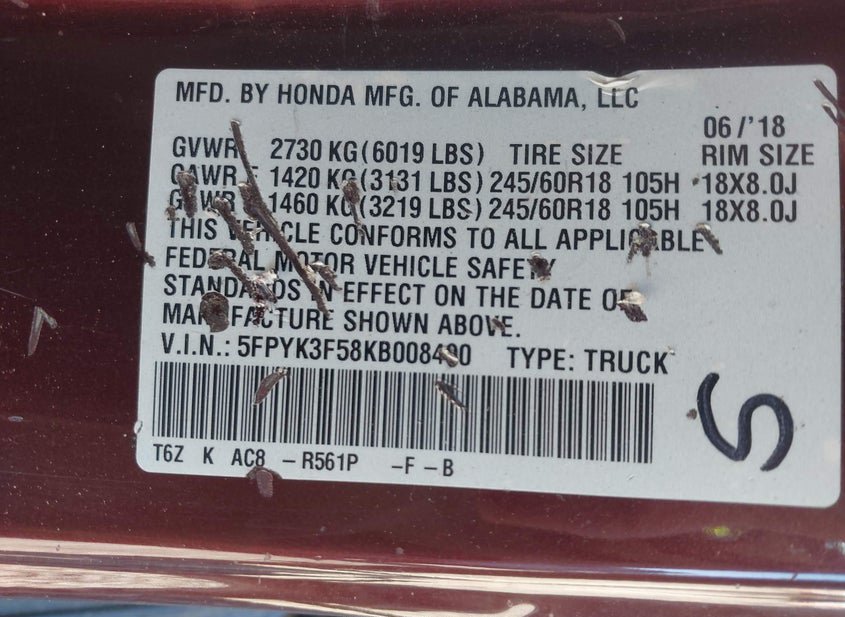 MFD. BY HONDA MFG. OF ALABAMA, LLC
06/'18
GVWR 2730 KG(6019 LBS) TIRE SIZE RIM SIZE
GAWR F 1420 KG(3131 LBS) 245/60R18 105H 18X8.0J
GAWR 1460 KG(3219 LBS) 245/60R18 105H 18X8.0J
THIS VEHICLE CONFORMS TO ALL APPLICABLE
FEDERAL MOTOR VEHICLE SAFETY
STANDARDS IN EFFECT ON THE DATE OF
MANUFACTURE SHOWN ABOVE.
V.I.N.: TYPE: TRUCK
T6Z K AC8 – R561P – F – B
S